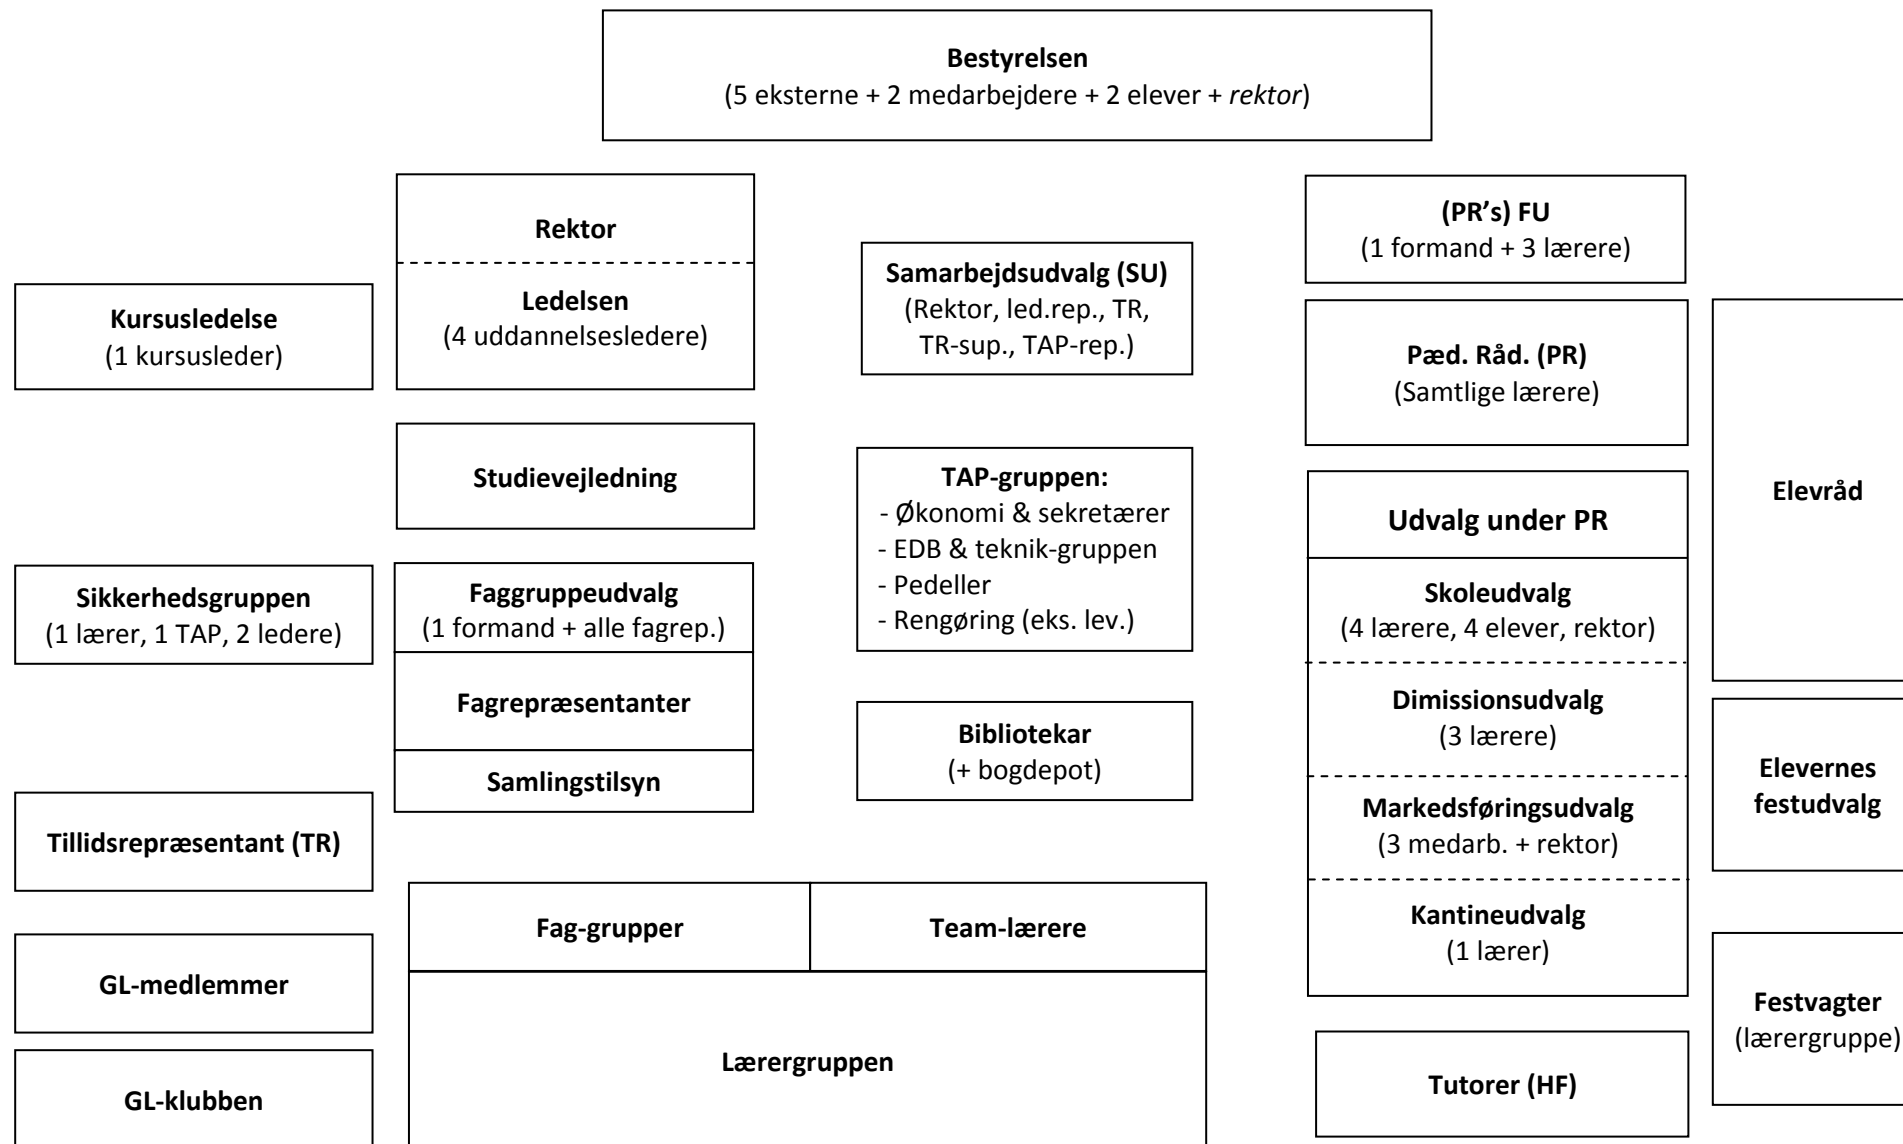 Bestyrelsen
(5 eksterne + 2 medarbejdere + 2 elever + rektor)
Kursusledelse
(1 kursusleder)
Sikkerhedsgruppen
(1 lærer, 1 TAP, 2 ledere)
Tillidsrepræsentant (TR)
GL-medlemmer
GL-klubben
Rektor
Ledelsen
(4 uddannelsesledere)
Studievejledning
Faggruppeudvalg
(1 formand + alle fagrep.)
Fagrepræsentanter
Samlingstilsyn
Samarbejdsudvalg (SU)
(Rektor, led.rep., TR,
TR-sup., TAP-rep.)
TAP-gruppen:
- Økonomi & sekretærer
- EDB & teknik-gruppen
- Pedeller
- Rengøring (eks. lev.)
Bibliotekar
(+ bogdepot)
Fag-grupper
Team-lærere
Lærergruppen
(PR’s) FU
(1 formand + 3 lærere)
Pæd. Råd. (PR)
(Samtlige lærere)
Udvalg under PR
Skoleudvalg
(4 lærere, 4 elever, rektor)
Dimissionsudvalg
(3 lærere)
Markedsføringsudvalg
(3 medarb. + rektor)
Kantineudvalg
(1 lærer)
Tutorer (HF)
Elevråd
Elevernes
festudvalg
Festvagter
(lærergruppe)